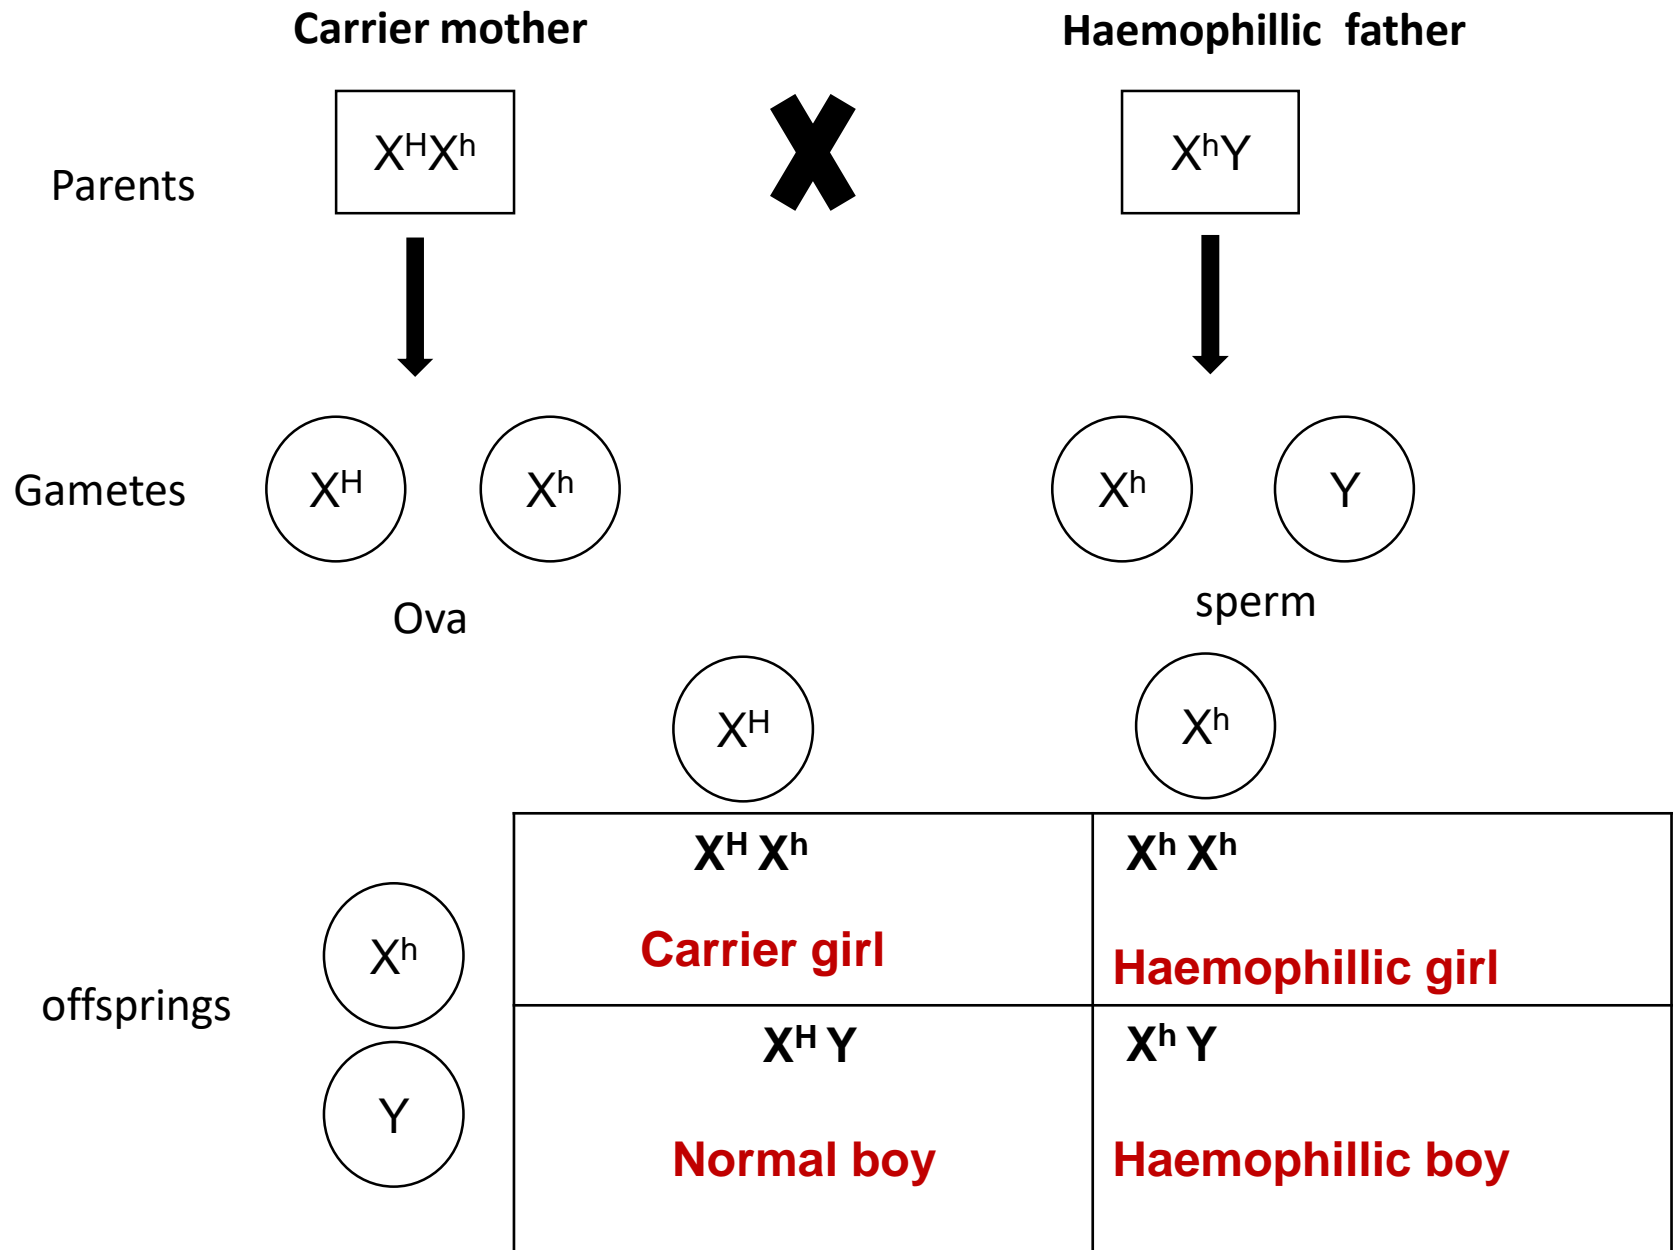 Carrier mother
Haemophillic father
Parents
XᴴXʰ
XʰY
Gametes
Xᴴ
Xʰ
Xʰ
Y
Ova
sperm
Xᴴ
Xʰ
offsprings
Xʰ
Xᴴ Xʰ
Carrier girl
Xʰ Xʰ
Haemophillic girl
Y
Xᴴ Y
Normal boy
Xʰ Y
Haemophillic boy